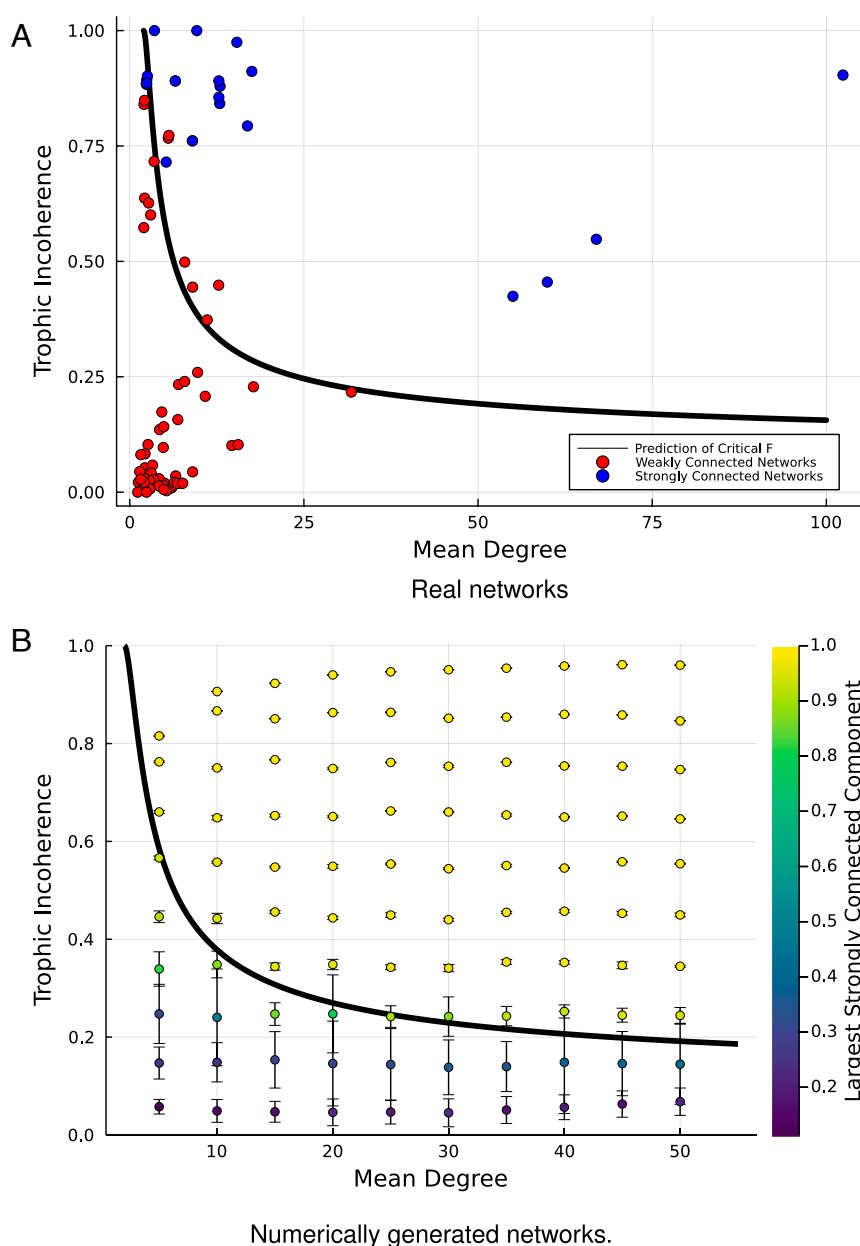 A
1.00
0.75
0.50
0.25
0.00
Trophic Incoherence
Prediction of Critical F
Weakly Connected Networks
Strongly Connected Networks
0
25
50
75
100
Mean Degree
Real networks
B
1.0
0.8
0.6
0.4
0.2
0.0
Trophic Incoherence
10
20
30
40
50
Mean Degree
1.0
0.9
0.8
0.7
0.6
0.5
0.4
0.3
0.2
Largest Strongly Connected Component
Numerically generated networks.